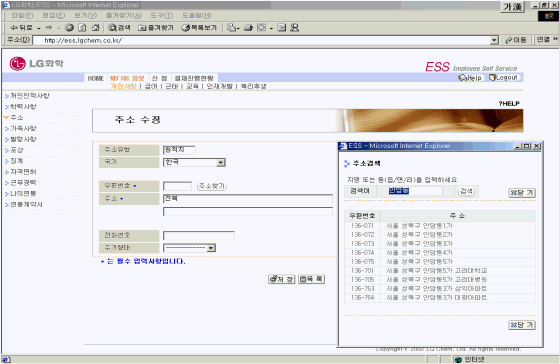 LG화학/ESS - Microsoft Internet Explorer
가漢
파일(F) 편집(E) 보기(V) 즐겨찾기(A) 도구(T) 도움말(H)
뒤로 검색 즐겨찾기 목록보기
주소(D) http://ess.lgchem.co.kr/ 이동 연결 »
LG화학
ESS Employee Self Service
HOME MY HR 정보 신청 결재진행현황 Help Logout
개인사항 | 급여 | 근태 | 교육 | 인재개발 | 복리후생
개인인적사항
학력사항
주소
가족사항
발령사항
포상
징계
자격면허
근무경력
나의연봉
연봉계약서
?HELP
주소 수정
주소유형 원적지
국가 한국
우편번호 주소찾기
주소 전북
전화번호
주거형태 ----------------
* 는 필수 입력사항입니다.
저 장 목 록
ESS - Microsoft Internet Explorer
주소검색
지명 또는 동(읍/면/리)을 입력하세요
검색어 안암동 검색
닫 기
우편번호 주 소
136-071 서울 성북구 안암동1가
136-072 서울 성북구 안암동2가
136-073 서울 성북구 안암동3가
136-074 서울 성북구 안암동4가
136-075 서울 성북구 안암동5가
136-701 서울 성북구 안암동5가 고려대학교
136-705 서울 성북구 안암동5가 고려대병원
136-763 서울 성북구 안암동3가 삼익아파트
136-764 서울 성북구 안암동3가 대광아파트
닫 기
Copyright © 2002 LG Chem, Ltd. All rights reserved.
인터넷